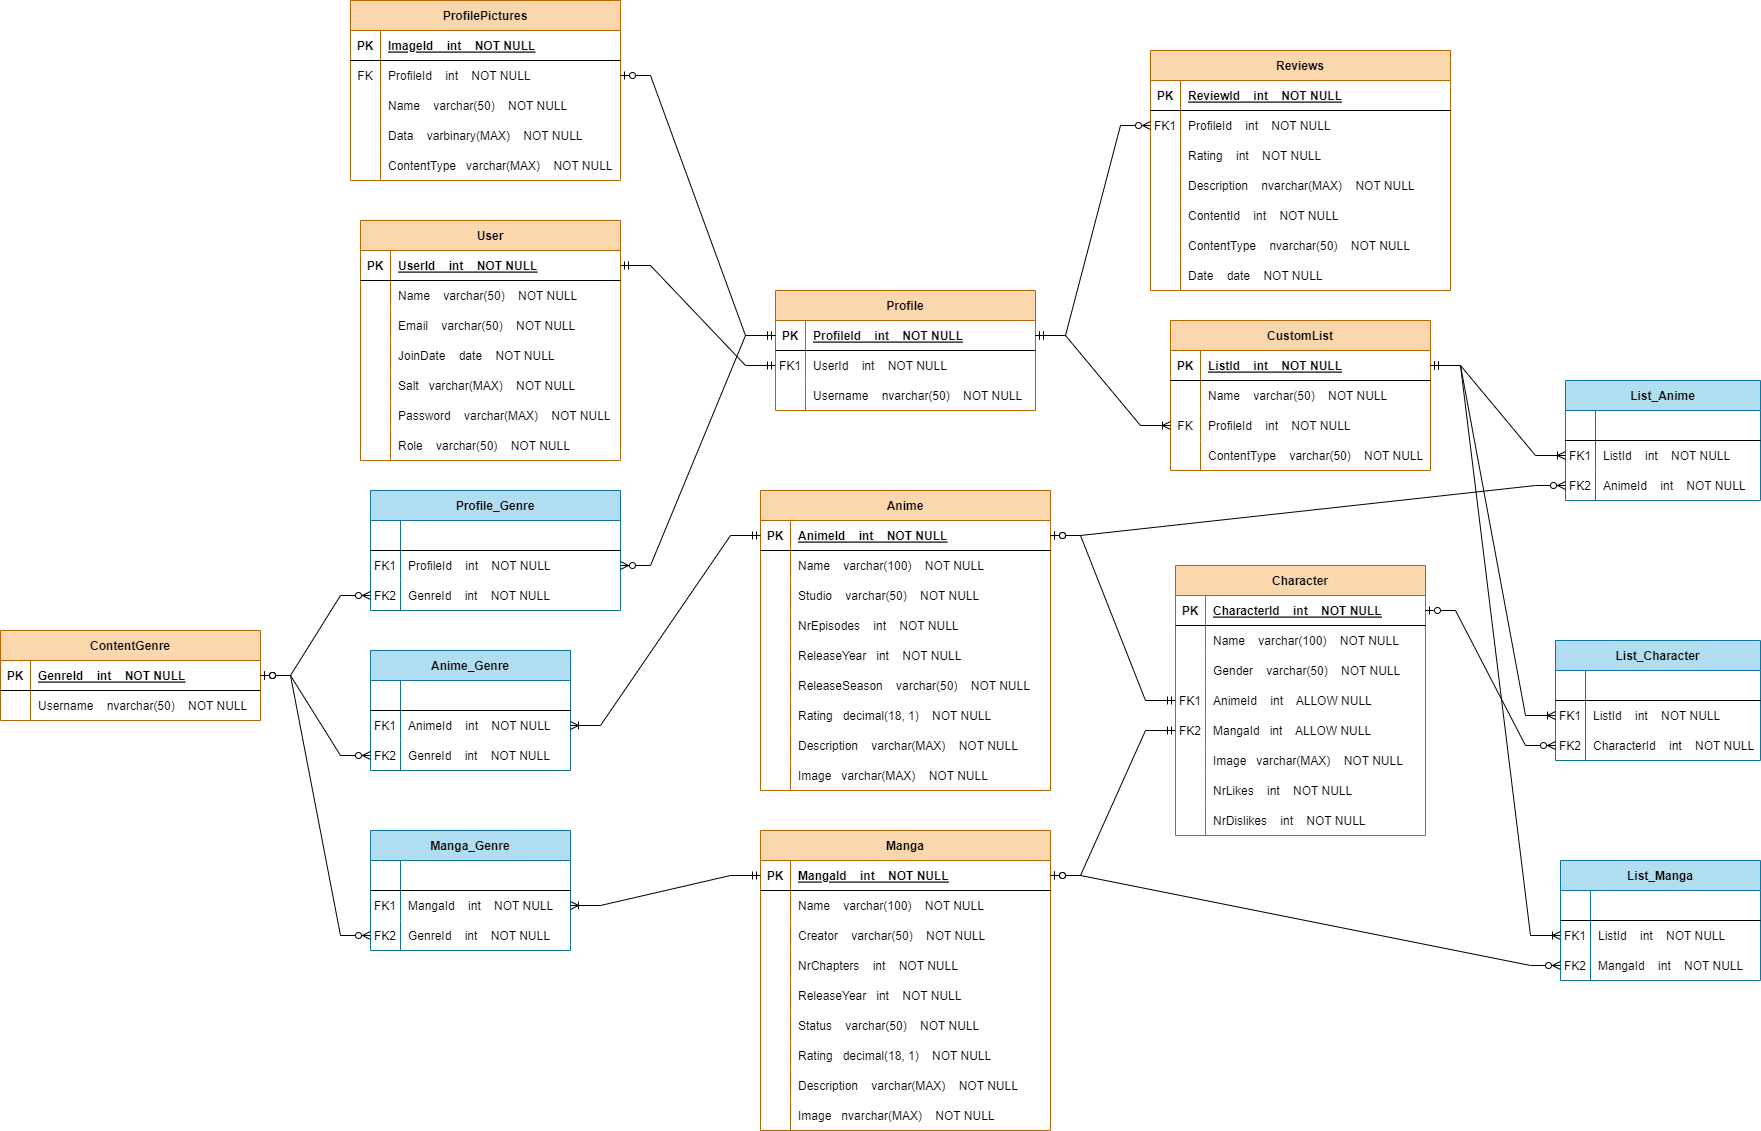 ProfilePictures
PK ImageId int NOT NULL
FK ProfileId int NOT NULL
Name varchar(50) NOT NULL
Data varbinary(MAX) NOT NULL
ContentType varchar(MAX) NOT NULL
User
PK UserId int NOT NULL
Name varchar(50) NOT NULL
Email varchar(50) NOT NULL
JoinDate date NOT NULL
Salt varchar(MAX) NOT NULL
Password varchar(MAX) NOT NULL
Role varchar(50) NOT NULL
Profile_Genre
FK1 ProfileId int NOT NULL
FK2 GenreId int NOT NULL
ContentGenre
PK GenreId int NOT NULL
Username nvarchar(50) NOT NULL
Anime_Genre
FK1 AnimeId int NOT NULL
FK2 GenreId int NOT NULL
Manga_Genre
FK1 MangaId int NOT NULL
FK2 GenreId int NOT NULL
Profile
PK ProfileId int NOT NULL
FK1 UserId int NOT NULL
Username nvarchar(50) NOT NULL
Anime
PK AnimeId int NOT NULL
Name varchar(100) NOT NULL
Studio varchar(50) NOT NULL
NrEpisodes int NOT NULL
ReleaseYear int NOT NULL
ReleaseSeason varchar(50) NOT NULL
Rating decimal(18, 1) NOT NULL
Description varchar(MAX) NOT NULL
Image varchar(MAX) NOT NULL
Manga
PK MangaId int NOT NULL
Name varchar(100) NOT NULL
Creator varchar(50) NOT NULL
NrChapters int NOT NULL
ReleaseYear int NOT NULL
Status varchar(50) NOT NULL
Rating decimal(18, 1) NOT NULL
Description varchar(MAX) NOT NULL
Image nvarchar(MAX) NOT NULL
Reviews
PK ReviewId int NOT NULL
FK1 ProfileId int NOT NULL
Rating int NOT NULL
Description nvarchar(MAX) NOT NULL
ContentId int NOT NULL
ContentType nvarchar(50) NOT NULL
Date date NOT NULL
CustomList
PK ListId int NOT NULL
Name varchar(50) NOT NULL
FK ProfileId int NOT NULL
ContentType varchar(50) NOT NULL
Character
PK CharacterId int NOT NULL
Name varchar(100) NOT NULL
Gender varchar(50) NOT NULL
FK1 AnimeId int ALLOW NULL
FK2 MangaId int ALLOW NULL
Image varchar(MAX) NOT NULL
NrLikes int NOT NULL
NrDislikes int NOT NULL
List_Anime
FK1 ListId int NOT NULL
FK2 AnimeId int NOT NULL
List_Character
FK1 ListId int NOT NULL
FK2 CharacterId int NOT NULL
List_Manga
FK1 ListId int NOT NULL
FK2 MangaId int NOT NULL